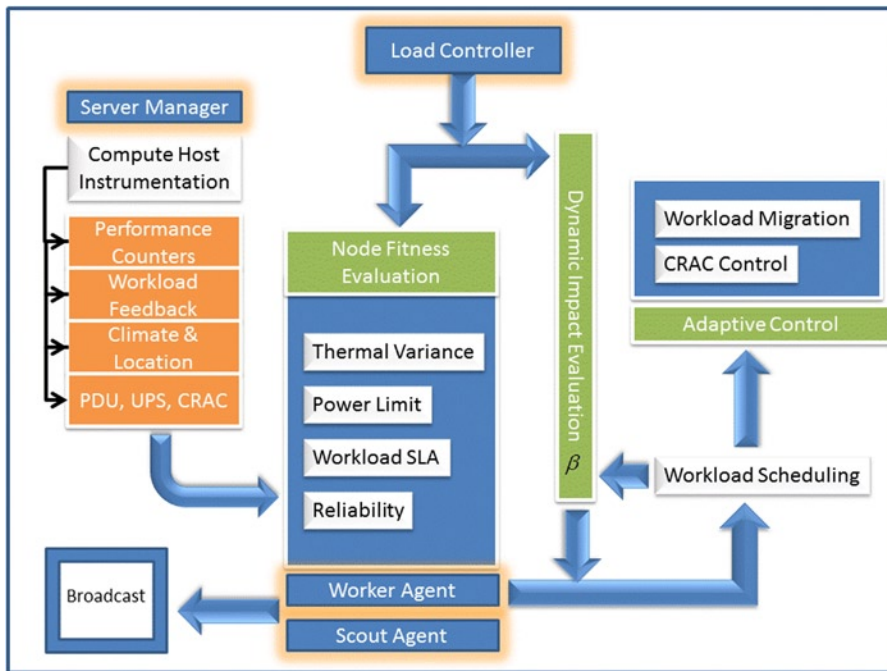 Load Controller
Server Manager
Compute Host
Instrumentation
Performance
Counters
Workload
Feedback
Climate &
Location
PDU, UPS, CRAC
Node Fitness
Evaluation
Thermal Variance
Power Limit
Workload SLA
Reliability
Dynamic Impact Evaluation β
Workload Migration
CRAC Control
Adaptive Control
Workload Scheduling
Broadcast
Worker Agent
Scout Agent